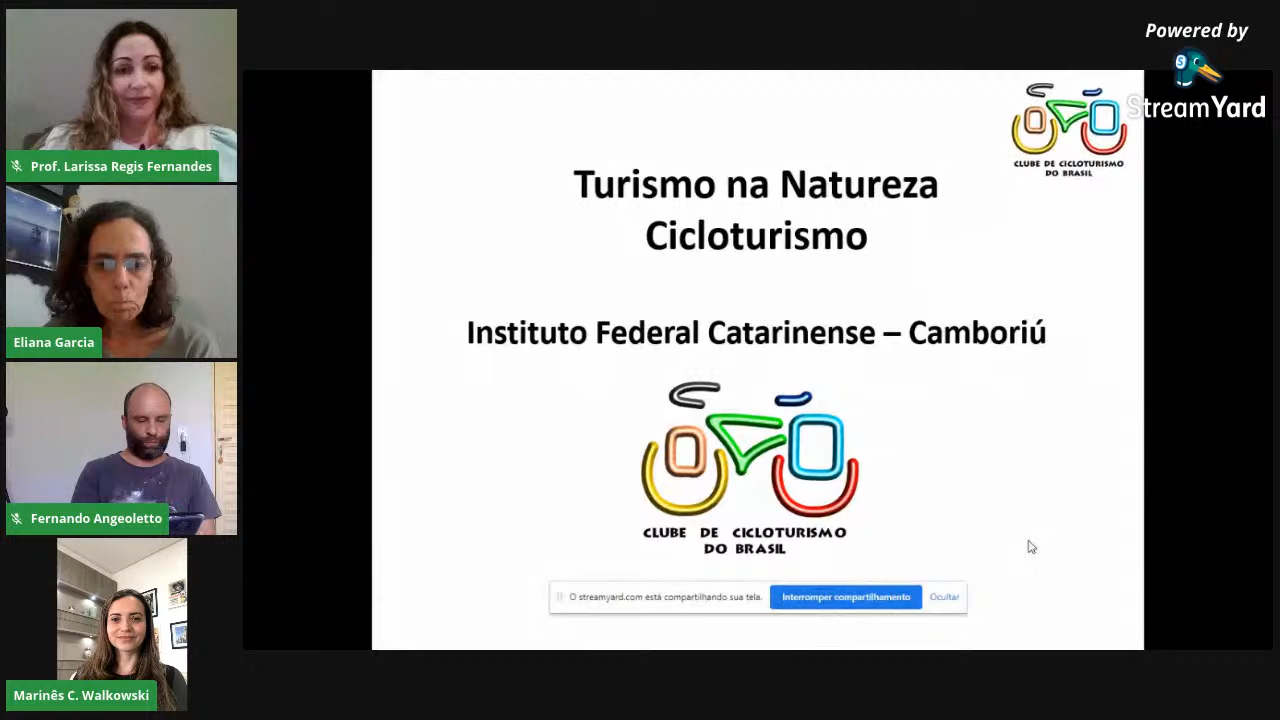 Prof. Larissa Regis Fernandes
Eliana Garcia
Fernando Angeoletto
Marinês C. Walkowski
Powered by
StreamYard
CLUBE DE CICLOTURISMO
DO BRASIL
Turismo na Natureza
Cicloturismo
Instituto Federal Catarinense – Camboriú
CLUBE DE CICLOTURISMO
DO BRASIL
O streamyard.com está compartilhando sua tela.
Interromper compartilhamento
Ocultar